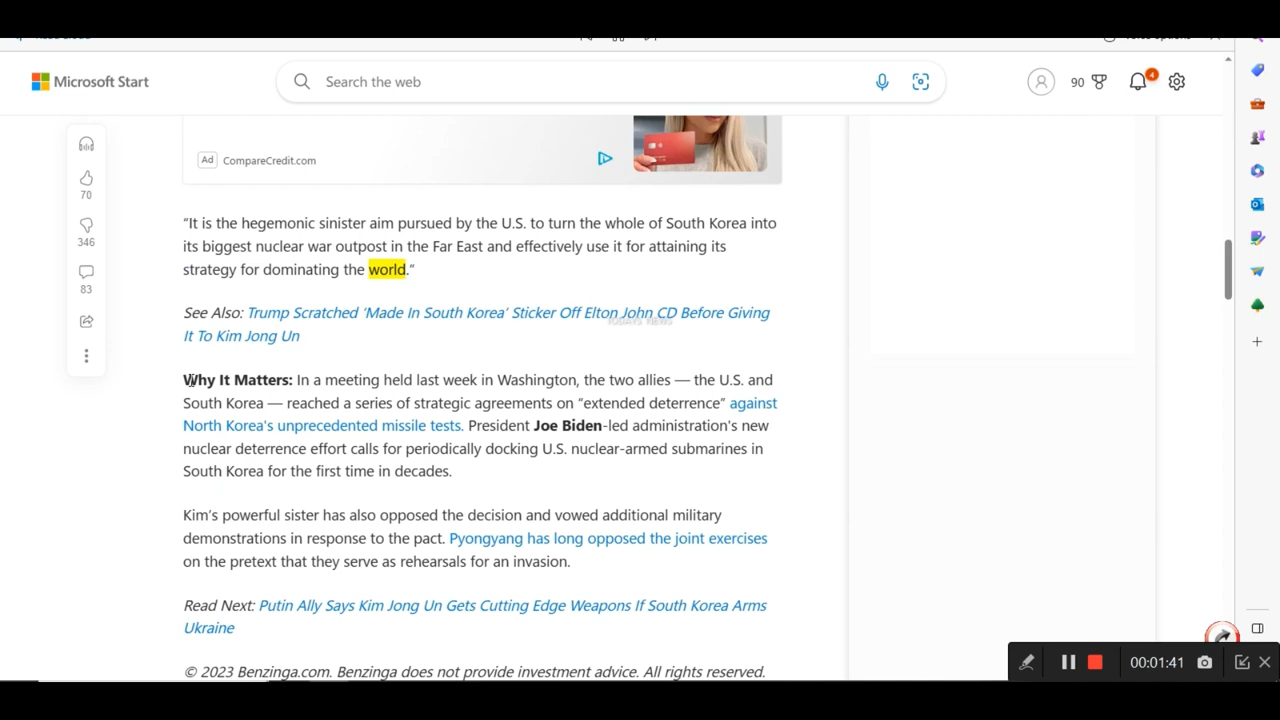 Microsoft Start
Search the web
90
4
Ad CompareCredit.com
70
346
83
“It is the hegemonic sinister aim pursued by the U.S. to turn the whole of South Korea into
its biggest nuclear war outpost in the Far East and effectively use it for attaining its
strategy for dominating the world.”
See Also: Trump Scratched ‘Made In South Korea’ Sticker Off Elton John CD Before Giving
It To Kim Jong Un
TODAYS NEWS
Why It Matters: In a meeting held last week in Washington, the two allies — the U.S. and
South Korea — reached a series of strategic agreements on “extended deterrence” against
North Korea's unprecedented missile tests. President Joe Biden-led administration's new
nuclear deterrence effort calls for periodically docking U.S. nuclear-armed submarines in
South Korea for the first time in decades.
Kim’s powerful sister has also opposed the decision and vowed additional military
demonstrations in response to the pact. Pyongyang has long opposed the joint exercises
on the pretext that they serve as rehearsals for an invasion.
Read Next: Putin Ally Says Kim Jong Un Gets Cutting Edge Weapons If South Korea Arms
Ukraine
© 2023 Benzinga.com. Benzinga does not provide investment advice. All rights reserved.
00:01:41